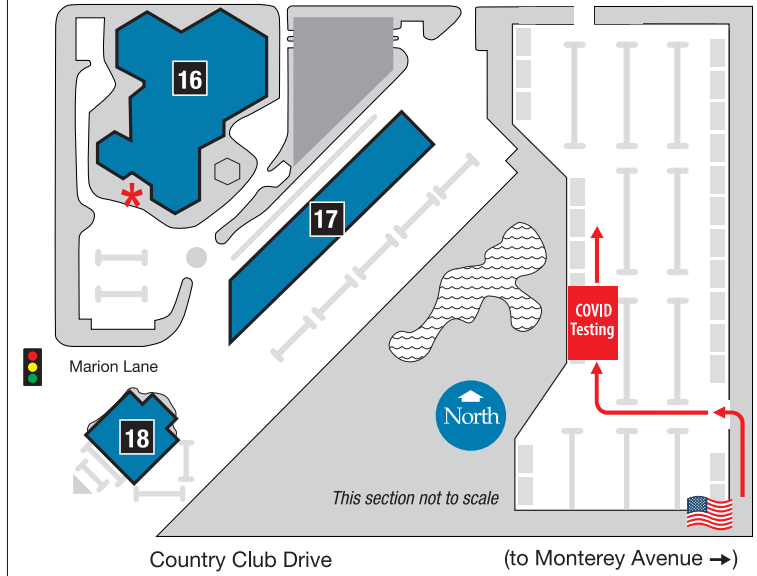 16
17
COVID
Testing
Marion Lane
North
18
This section not to scale
Country Club Drive
(to Monterey Avenue →)